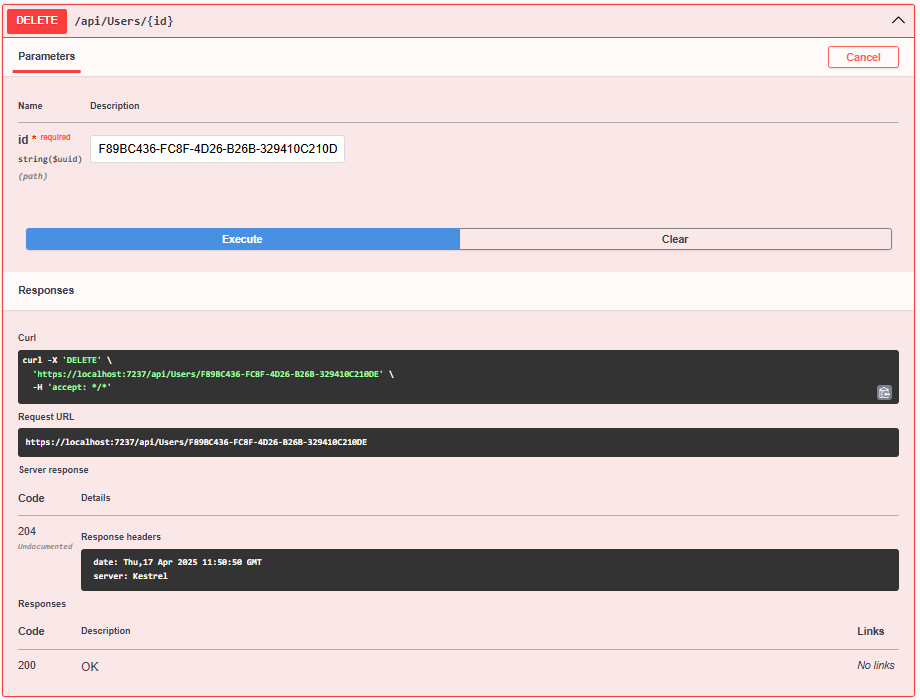 DELETE /api/Users/{id}
Parameters
Cancel
Name Description
id * required
string($uuid)
(path)
F89BC436-FC8F-4D26-B26B-329410C210D
Execute Clear
Responses
Curl
curl -X 'DELETE' \
'https://localhost:7237/api/Users/F89BC436-FC8F-4D26-B26B-329410C210DE' \
-H 'accept: */*'
Request URL
https://localhost:7237/api/Users/F89BC436-FC8F-4D26-B26B-329410C210DE
Server response
Code Details
204
Undocumented
Response headers
date: Thu,17 Apr 2025 11:50:50 GMT
server: Kestrel
Responses
Code Description Links
200 OK No links